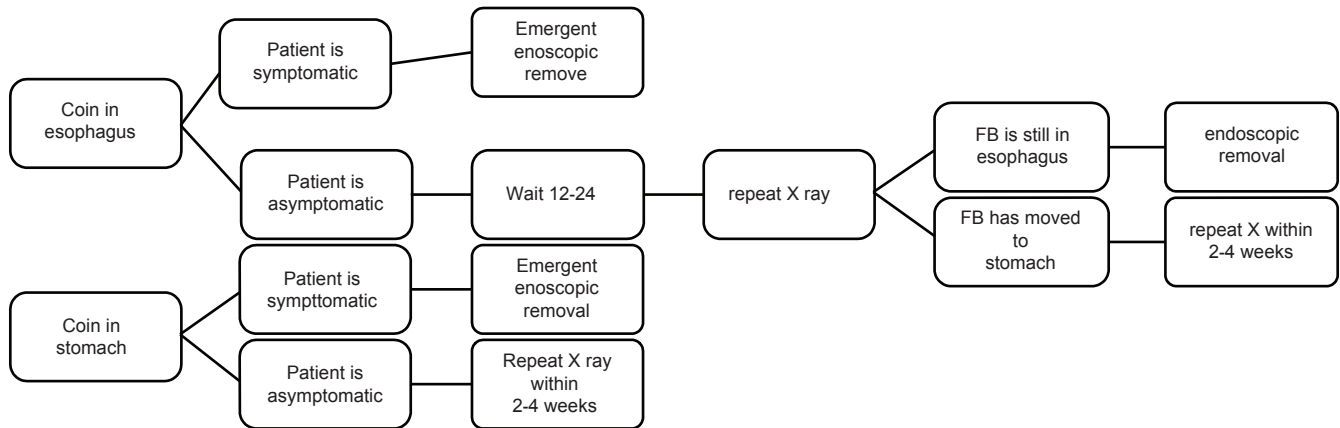 Coin in
esophagus
Patient is
symptomatic
Emergent
enoscopic
remove
Patient is
asymptomatic
Wait 12-24
repeat X ray
FB is still in
esophagus
endoscopic
removal
FB has moved
to
stomach
repeat X within
2-4 weeks
Coin in
stomach
Patient is
sympttomatic
Emergent
enoscopic
removal
Patient is
asymptomatic
Repeat X ray
within
2-4 weeks